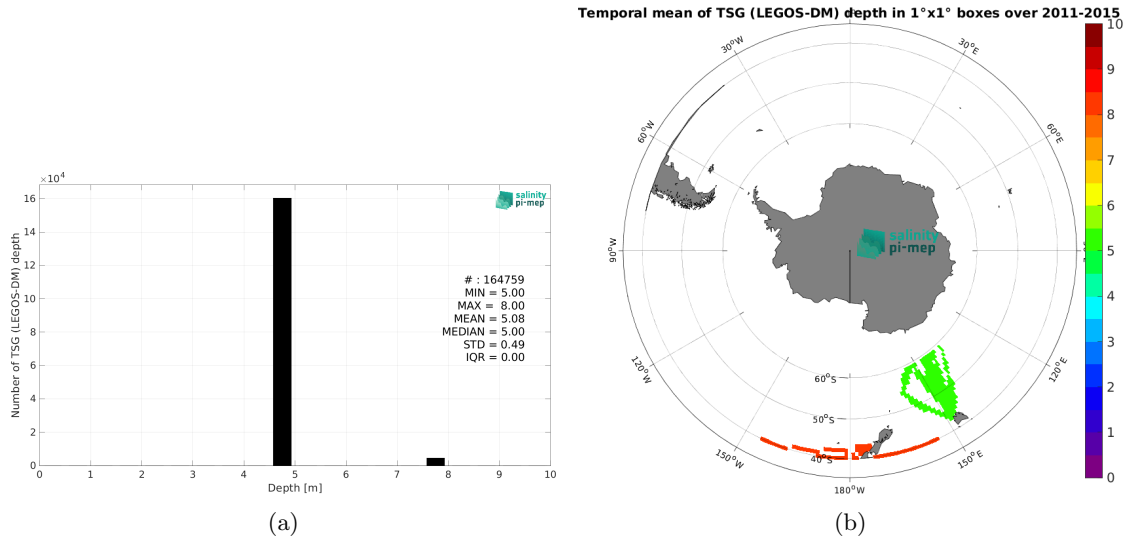 Temporal mean of TSG (LEGOS-DM) depth in 1°x1° boxes over 2011-2015
×10⁴
16
14
12
10
8
6
4
2
0
Number of TSG (LEGOS-DM) depth
salinity
pi-mep
# : 164759
MIN = 5.00
MAX = 8.00
MEAN = 5.08
MEDIAN = 5.00
STD = 0.49
IQR = 0.00
0 1 2 3 4 5 6 7 8 9 10
Depth [m]
(a)
30°W
30°E
60°W
60°E
90°W
salinity
pi-mep
120°W
120°E
60°S
50°S
40°S
150°W
150°E
180°W
10
9
8
7
6
5
4
3
2
1
0
(b)